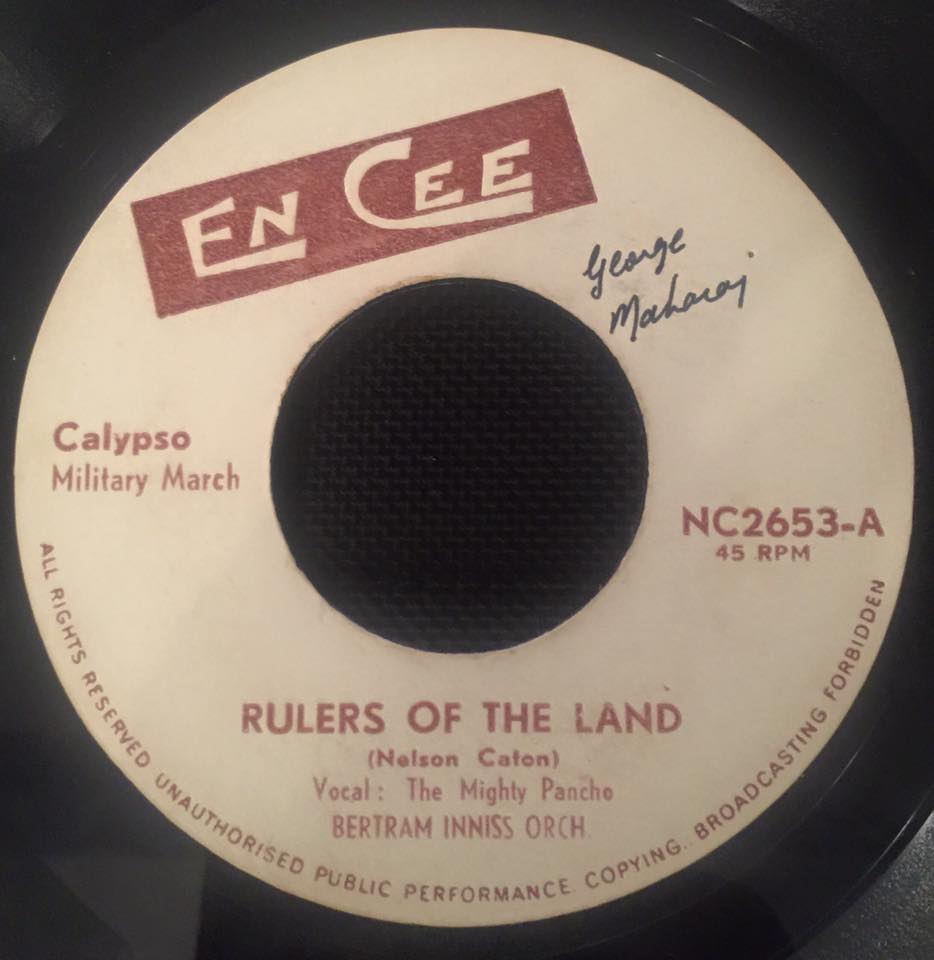 EN CEE
George
Maharaj
Calypso
Military March
NC2653-A
45 RPM
RULERS OF THE LAND
(Nelson Caton)
Vocal: The Mighty Pancho
BERTRAM INNISS ORCH.
ALL RIGHTS RESERVED UNAUTHORISED PUBLIC PERFORMANCE. COPYING.. BROADCASTING FORBIDDEN